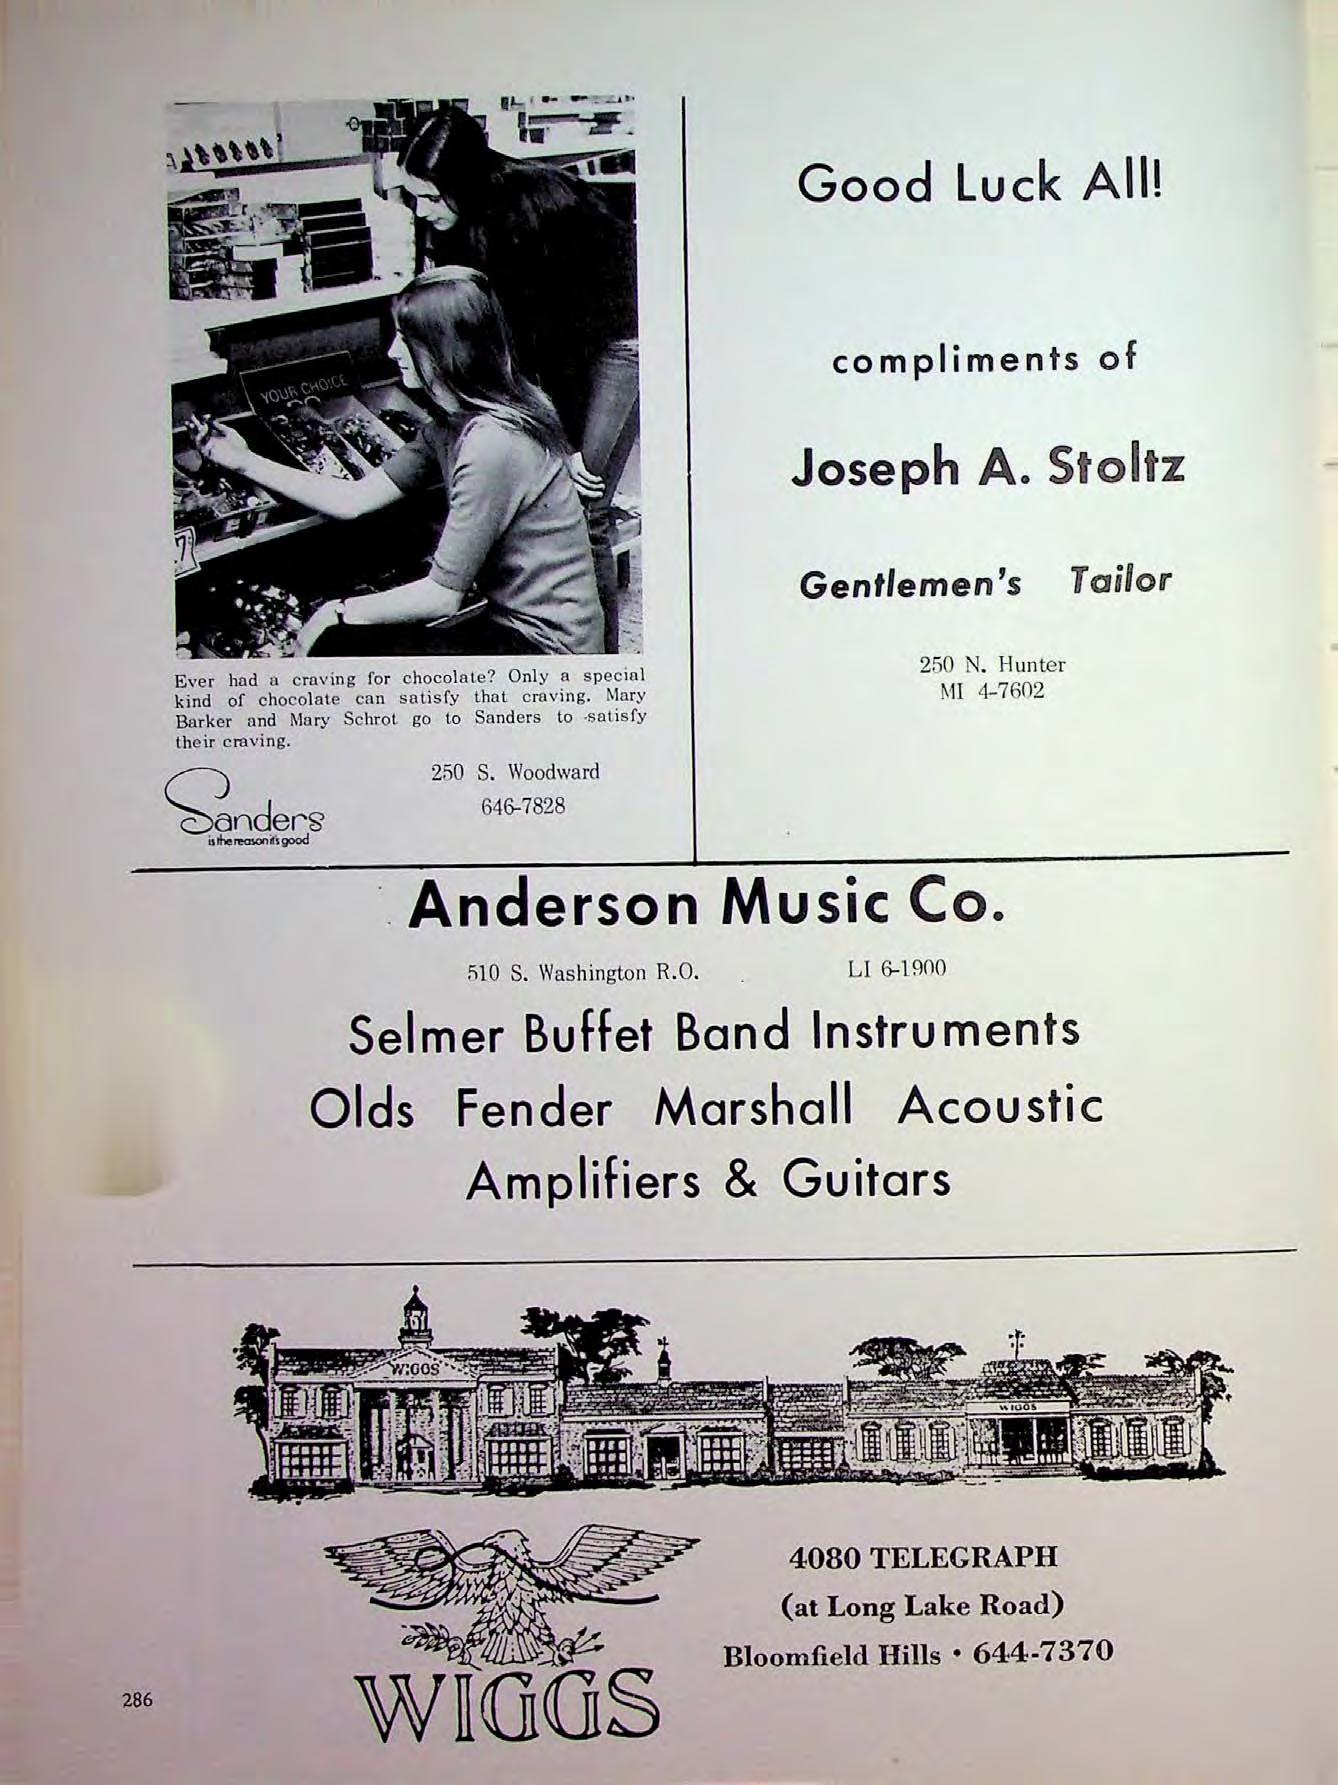 YOUR CHOICE
7
Ever had a craving for chocolate? Only a special
kind of chocolate can satisfy that craving. Mary
Barker and Mary Schrot go to Sanders to -satisfy
their craving.
250 S. Woodward
646-7828
Sanders
is the reason it's good
Good Luck All!
compliments of
Joseph A. Stoltz
Gentlemen's Tailor
250 N. Hunter
MI 4-7602
Anderson Music Co.
510 S. Washington R.O. LI 6-1900
Selmer Buffet Band Instruments
Olds Fender Marshall Acoustic
Amplifiers & Guitars
WIGGS
WIGGS
4080 TELEGRAPH
(at Long Lake Road)
Bloomfield Hills • 644-7370
WIGGS
286